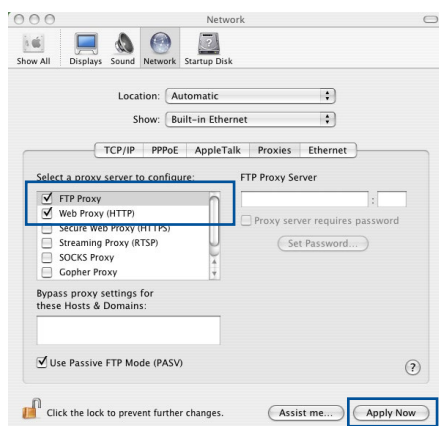 Network
Show All Displays Sound Network Startup Disk
Location: Automatic
Show: Built-in Ethernet
TCP/IP PPPoE AppleTalk Proxies Ethernet
Select a proxy server to configure: FTP Proxy Server
FTP Proxy
:
Web Proxy (HTTP)
Proxy server requires password
Secure Web Proxy (HTTPS)
Streaming Proxy (RTSP) Set Password...
SOCKS Proxy
Gopher Proxy
Bypass proxy settings for
these Hosts & Domains:
Use Passive FTP Mode (PASV)
?
Click the lock to prevent further changes. Assist me... Apply Now